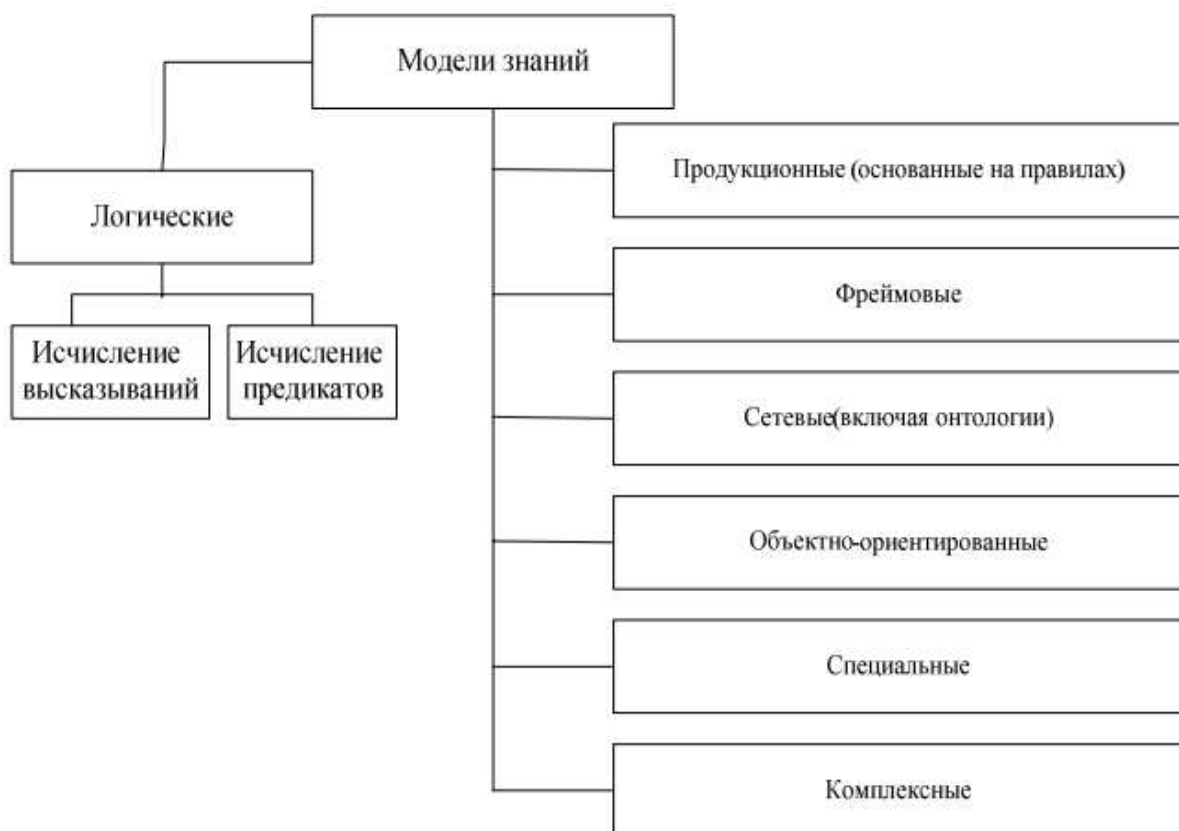 Модели знаний
Логические
Исчисление
высказываний
Исчисление
предикатов
Продукционные (основанные на правилах)
Фреймовые
Сетевые(включая онтологии)
Объектно-ориентированные
Специальные
Комплексные